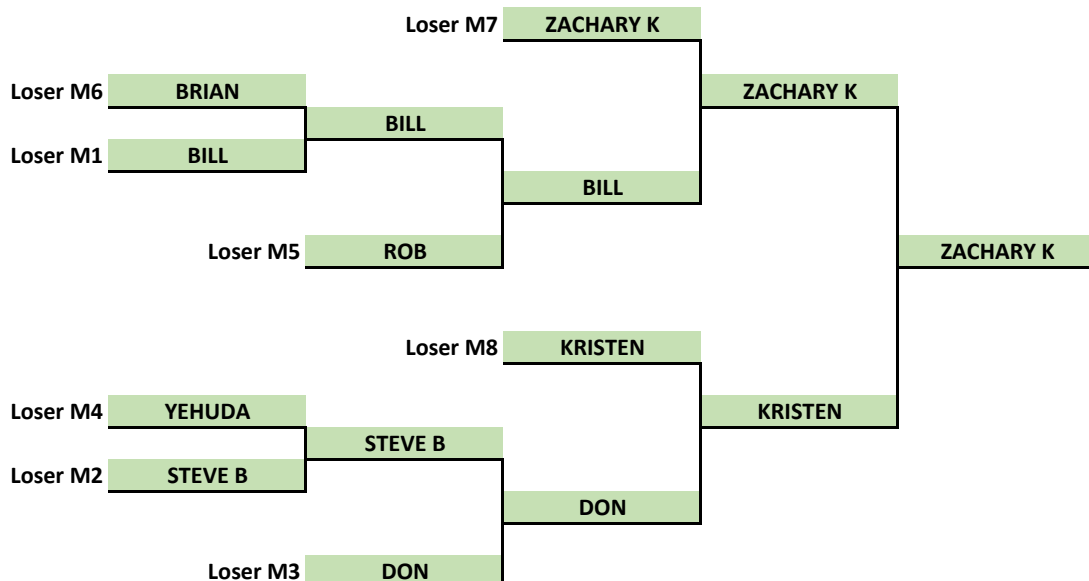 Loser M7 ZACHARY K
Loser M6 BRIAN ZACHARY K
BILL
Loser M1 BILL
BILL
Loser M5 ROB ZACHARY K
Loser M8 KRISTEN
Loser M4 YEHUDA KRISTEN
STEVE B
Loser M2 STEVE B
DON
Loser M3 DON